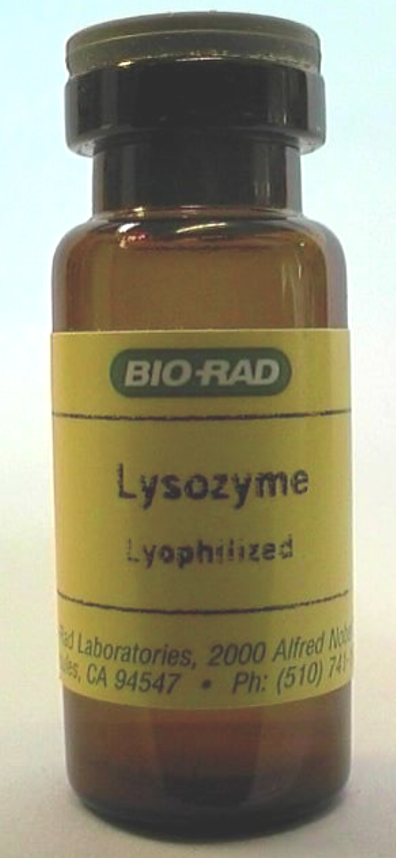 BIO-RAD
Lysozyme
Lyophilized
Rad Laboratories, 2000 Alfred
CA 94547 • Ph: (510)